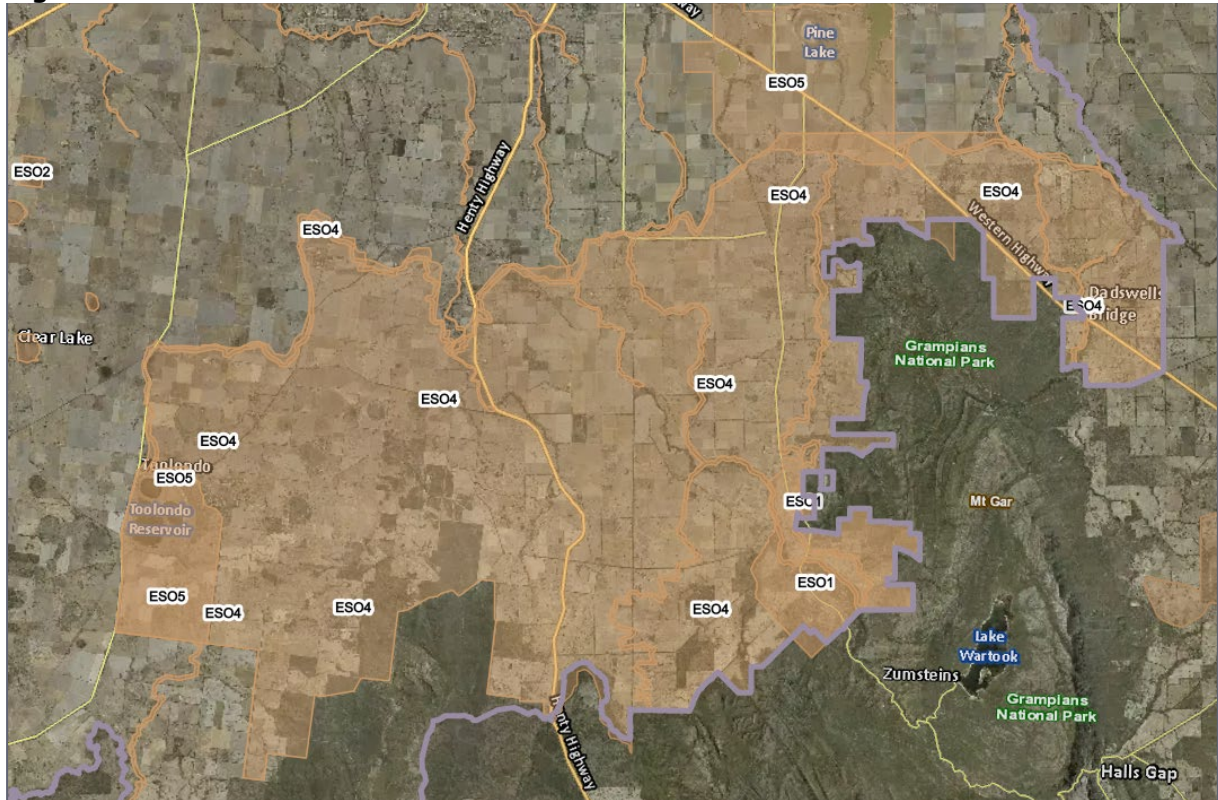 way
Pine
Lake
ESO5
Henty Highway
ESO2
ESO4
ESO4
ESO4
Western Highway
Dadswells
Bridge
ESO4
Clear Lake
Grampians
National Park
ESO4
ESO4
ESO4
Toolondo
ESO5
Toolondo
Reservoir
ESO1
Mt Gar
ESO1
ESO5
ESO4
ESO4
ESO4
Lake
Wartook
Zumsteins
Grampians
National Park
Henty Highway
Halls Gap